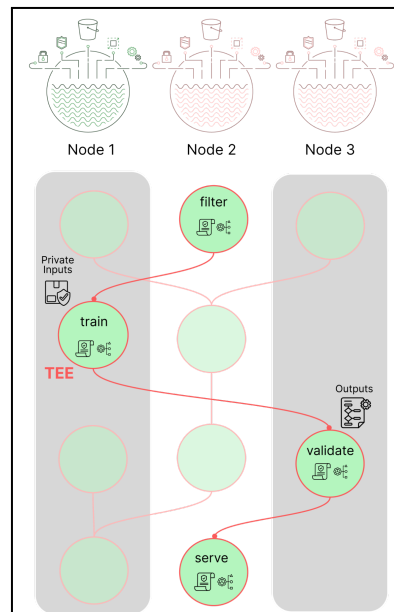 Node 1
Node 2
Node 3
filter
Private
Inputs
train
TEE
Outputs
validate
serve